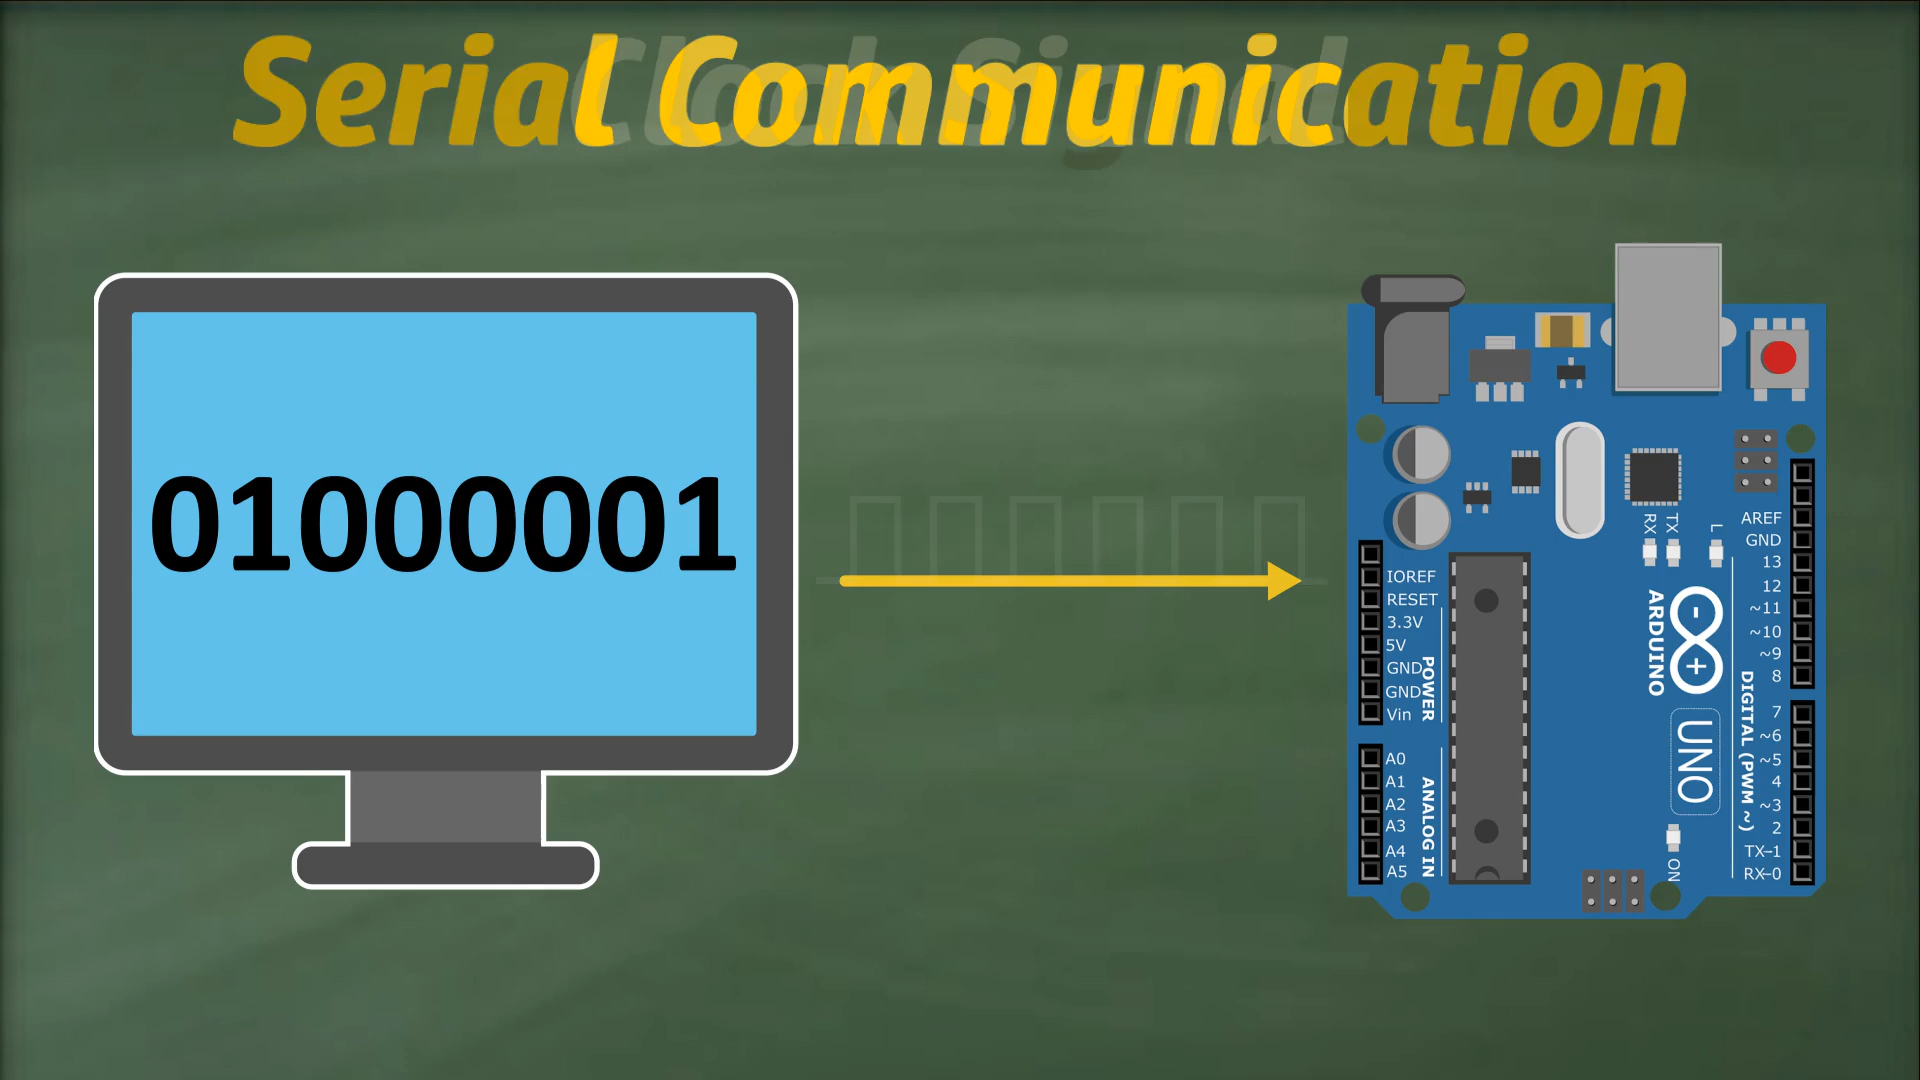 Serial Communication
Clock Signal
01000001
RX
TX
L
AREF
GND
13
12
~11
~10
~9
8
7
~6
~5
4
~3
2
TX-1
RX-0
DIGITAL (PWM ~)
IOREF
RESET
3.3V
5V
GND
GND
Vin
POWER
A0
A1
A2
A3
A4
A5
ANALOG IN
ARDUINO
UNO
ON